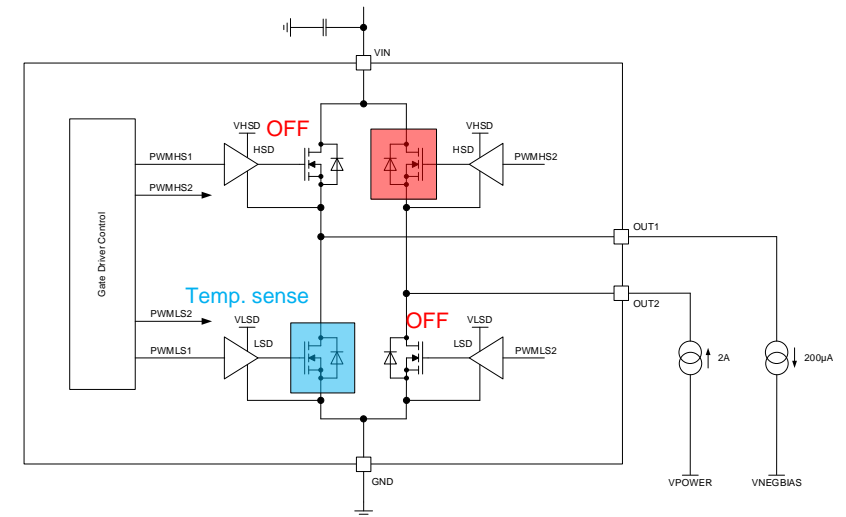 VIN
VHSD
OFF
VHSD
HSD
HSD
PWMHS1
PWMHS2
PWMHS2
OUT1
Gate Driver Control
Temp. sense
OUT2
PWMLS2
VLSD
OFF
VLSD
LSD
LSD
PWMLS1
PWMLS2
2A
200µA
GND
VPOWER
VNEGBIAS